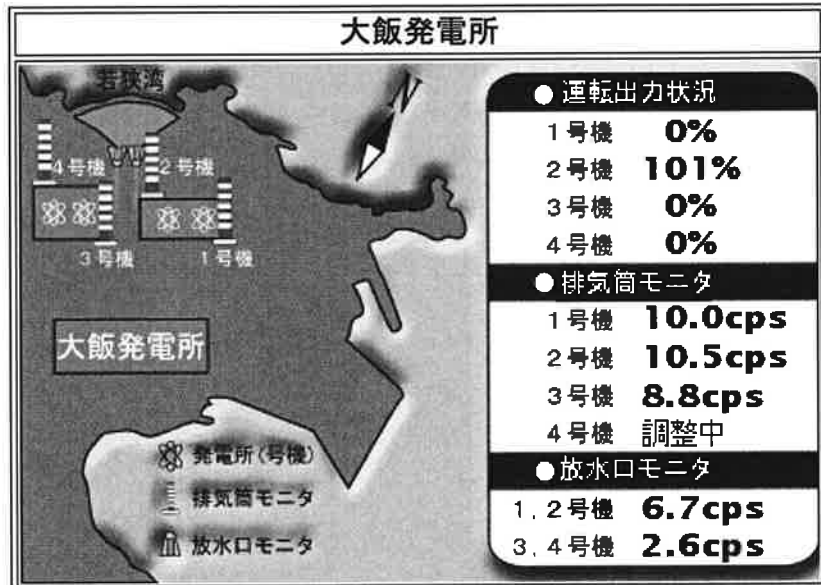 大飯発電所
若狭湾
N
4号機
2号機
3号機
1号機
大飯発電所
発電所(号機)
排気筒モニタ
放水口モニタ
●運転出力状況
1号機 0%
2号機 101%
3号機 0%
4号機 0%
●排気筒モニタ
1号機 10.0cps
2号機 10.5cps
3号機 8.8cps
4号機 調整中
●放水口モニタ
1,2号機 6.7cps
3,4号機 2.6cps